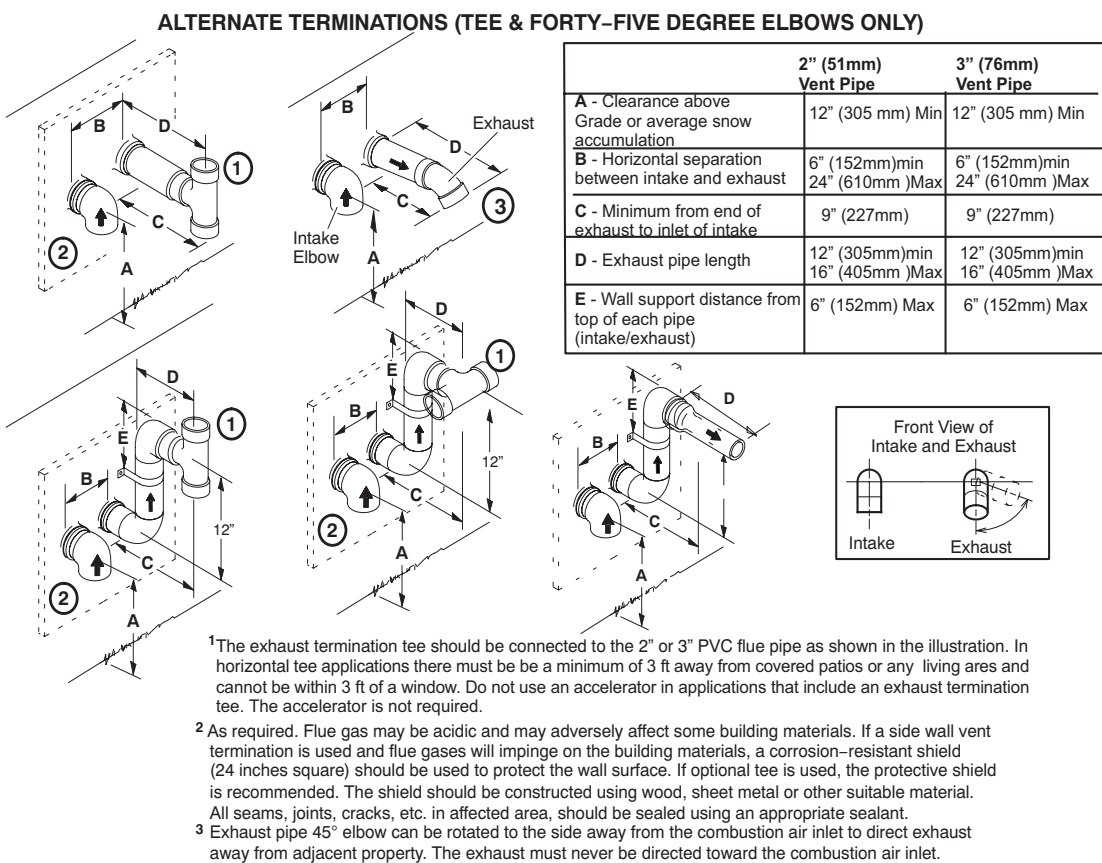 ALTERNATE TERMINATIONS (TEE & FORTY−FIVE DEGREE ELBOWS ONLY)
B
D
1
2
C
A
B
Exhaust
D
C
3
Intake
Elbow
A
2” (51mm)
Vent Pipe
3” (76mm)
Vent Pipe
A - Clearance above
Grade or average snow
accumulation
12” (305 mm) Min
12” (305 mm) Min
B - Horizontal separation
between intake and exhaust
6” (152mm)min
24” (610mm )Max
6” (152mm)min
24” (610mm )Max
C - Minimum from end of
exhaust to inlet of intake
9” (227mm)
9” (227mm)
D - Exhaust pipe length
12” (305mm)min
16” (405mm )Max
12” (305mm)min
16” (405mm )Max
E - Wall support distance from
top of each pipe
(intake/exhaust)
6” (152mm) Max
6” (152mm) Max
D
1
E
B
12”
C
2
A
D
1
E
B
12”
C
2
A
E
D
B
C
A
Front View of
Intake and Exhaust
Intake
Exhaust
1The exhaust termination tee should be connected to the 2” or 3” PVC flue pipe as shown in the illustration. In
horizontal tee applications there must be be a minimum of 3 ft away from covered patios or any living ares and
cannot be within 3 ft of a window. Do not use an accelerator in applications that include an exhaust termination
tee. The accelerator is not required.
2 As required. Flue gas may be acidic and may adversely affect some building materials. If a side wall vent
termination is used and flue gases will impinge on the building materials, a corrosion−resistant shield
(24 inches square) should be used to protect the wall surface. If optional tee is used, the protective shield
is recommended. The shield should be constructed using wood, sheet metal or other suitable material.
All seams, joints, cracks, etc. in affected area, should be sealed using an appropriate sealant.
3 Exhaust pipe 45° elbow can be rotated to the side away from the combustion air inlet to direct exhaust
away from adjacent property. The exhaust must never be directed toward the combustion air inlet.